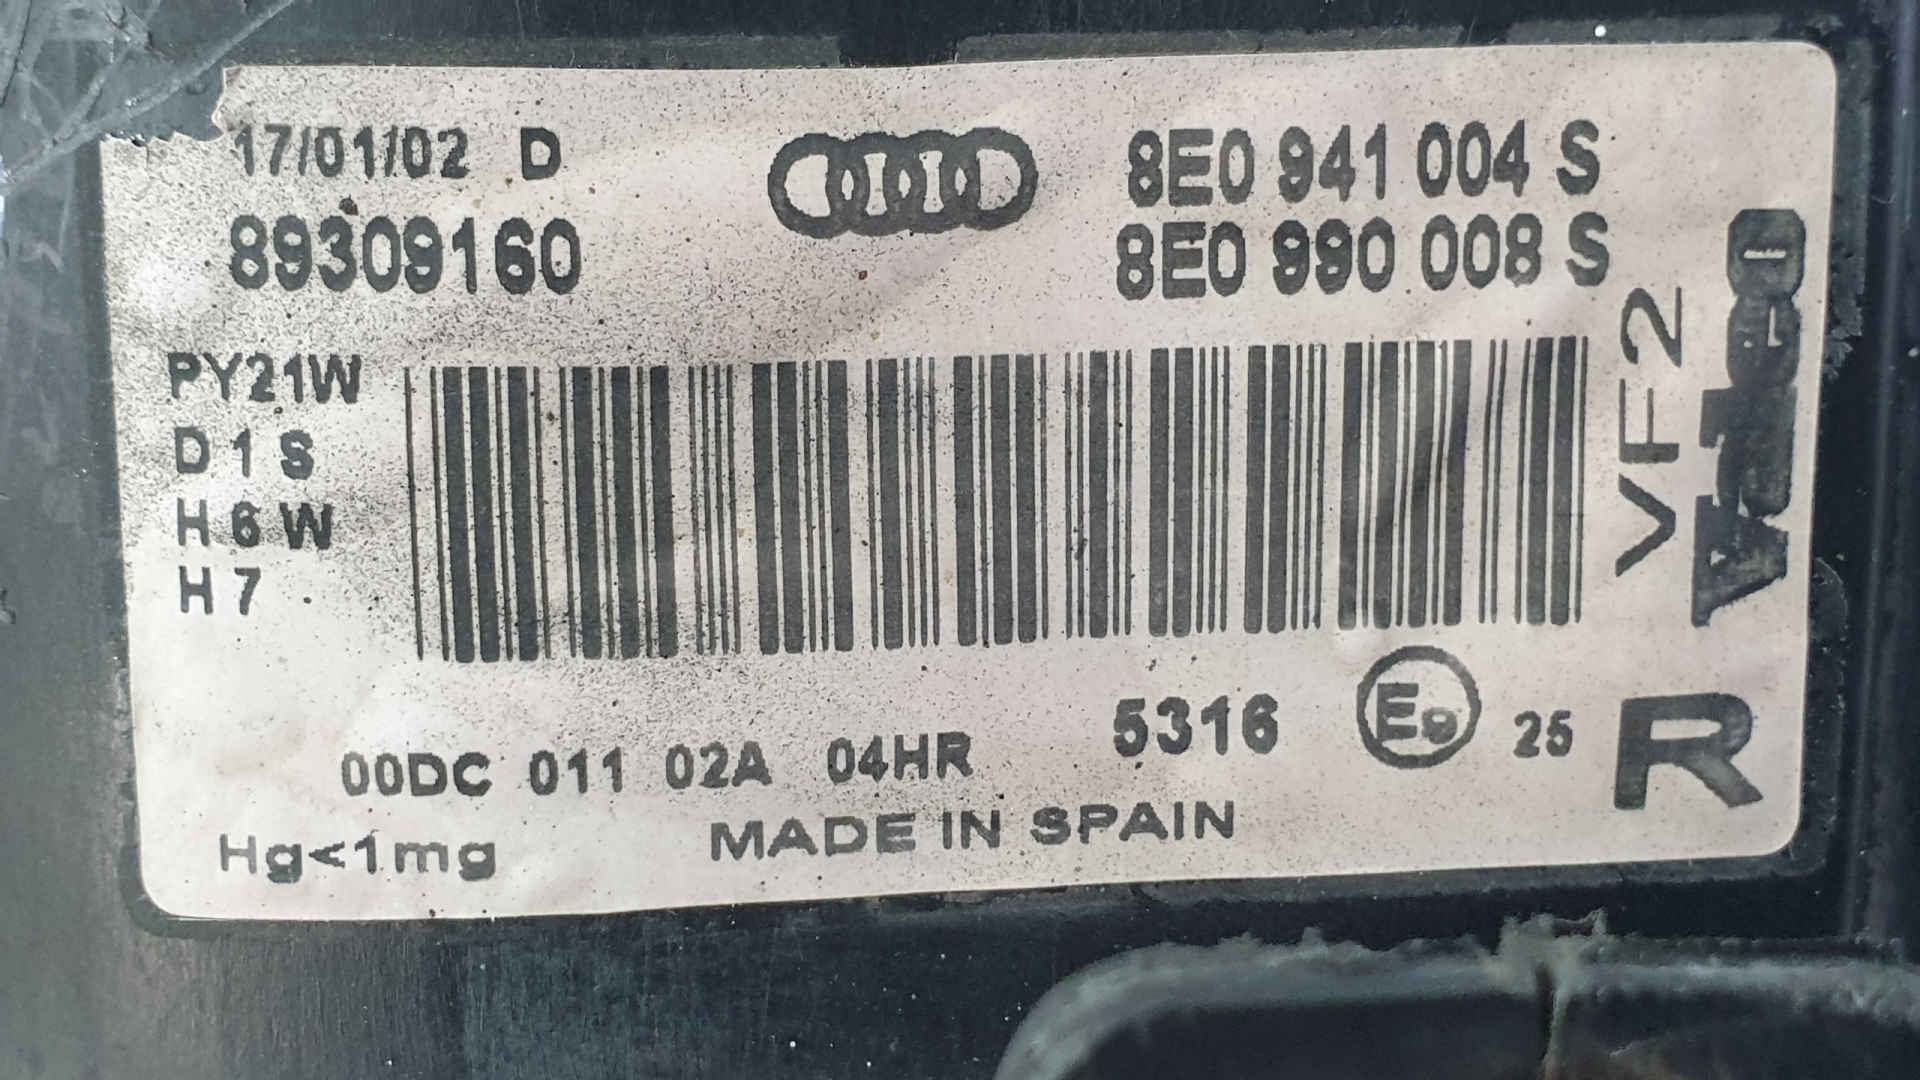 17/01/02 D
89309160
8E0 941 004 S
8E0 990 008 S
PY21W
D1S
H6W
H7
VF2
Valeo
5316
E9
25
R
00DC 011 02A 04HR
Hg<1mg
MADE IN SPAIN